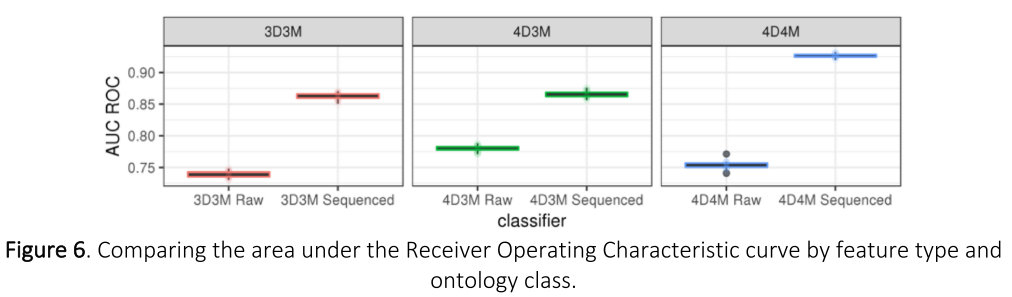 3D3M 4D3M 4D4M
AUC ROC
0.90
0.85
0.80
0.75
3D3M Raw 3D3M Sequenced 4D3M Raw 4D3M Sequenced 4D4M Raw 4D4M Sequenced
classifier
Figure 6. Comparing the area under the Receiver Operating Characteristic curve by feature type and
ontology class.